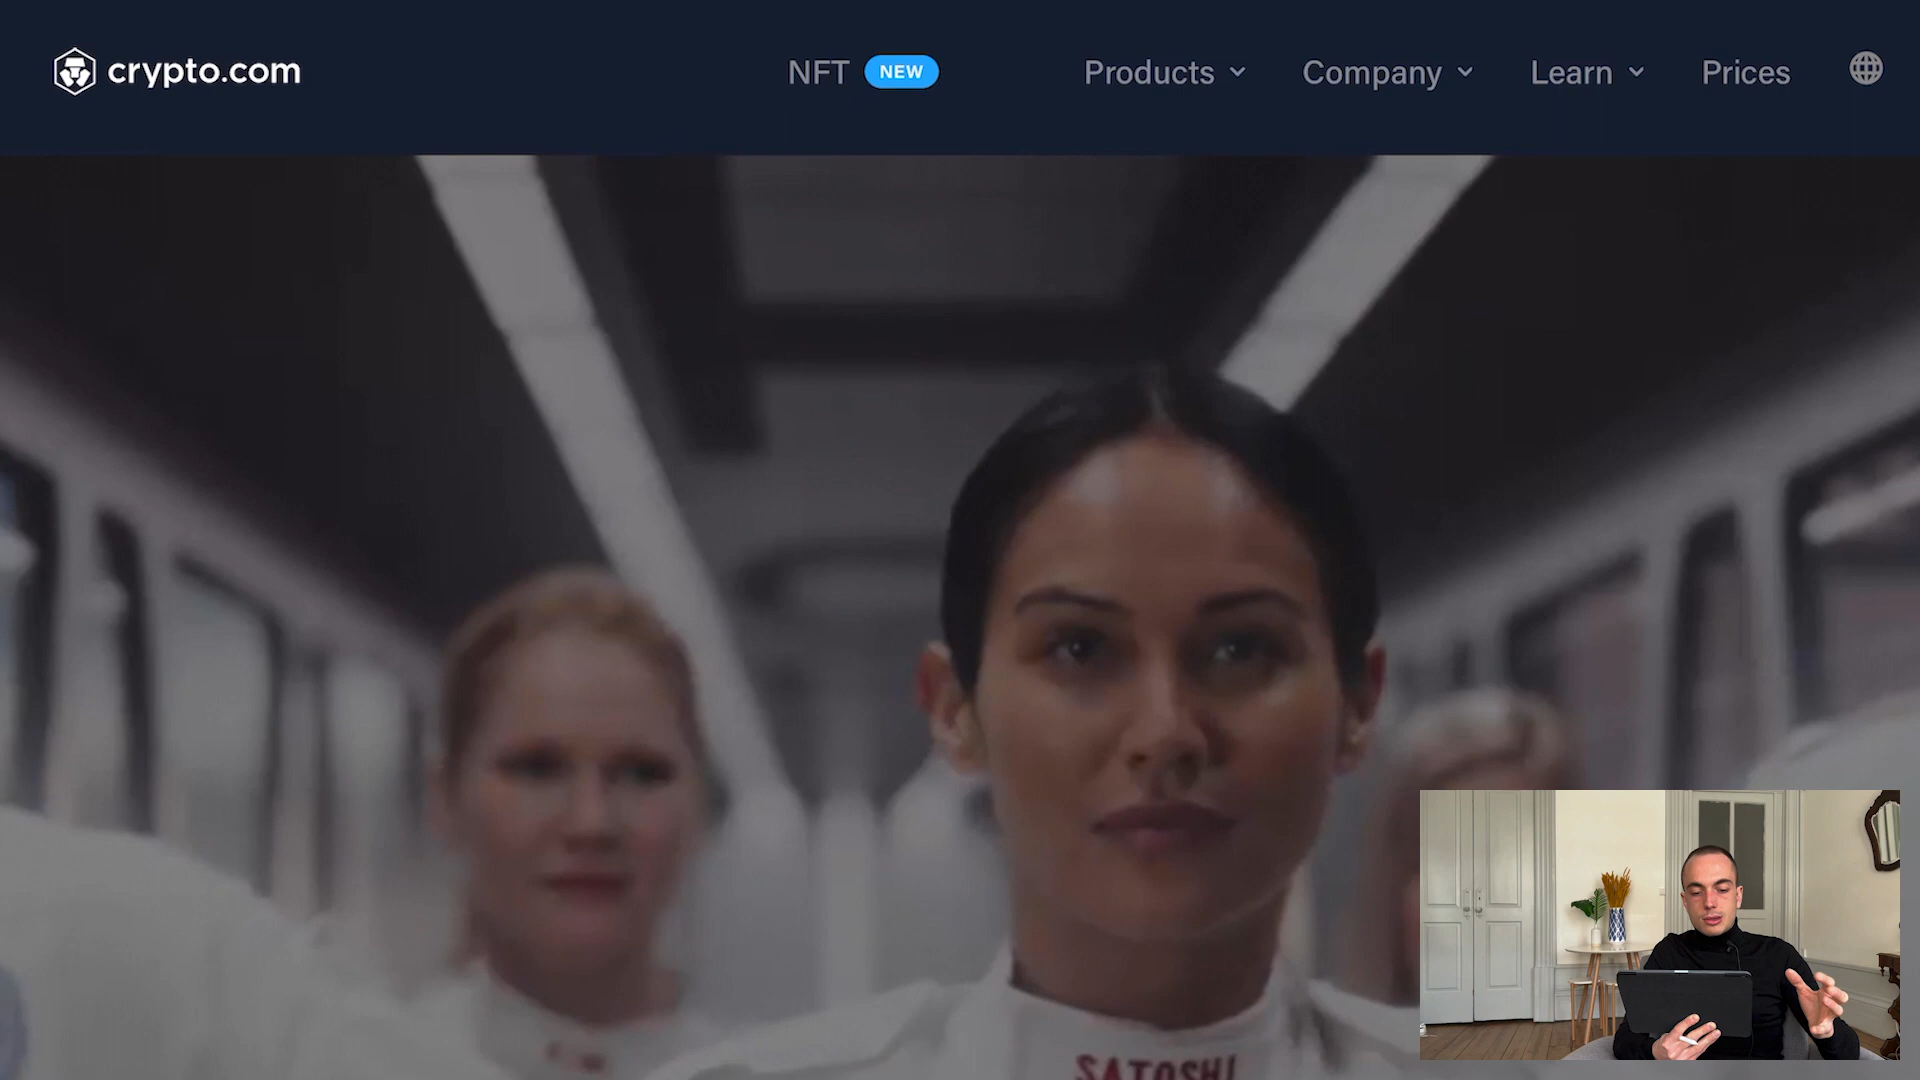 crypto.com
NFT NEW
Products
Company
Learn
Prices
SATOSHI